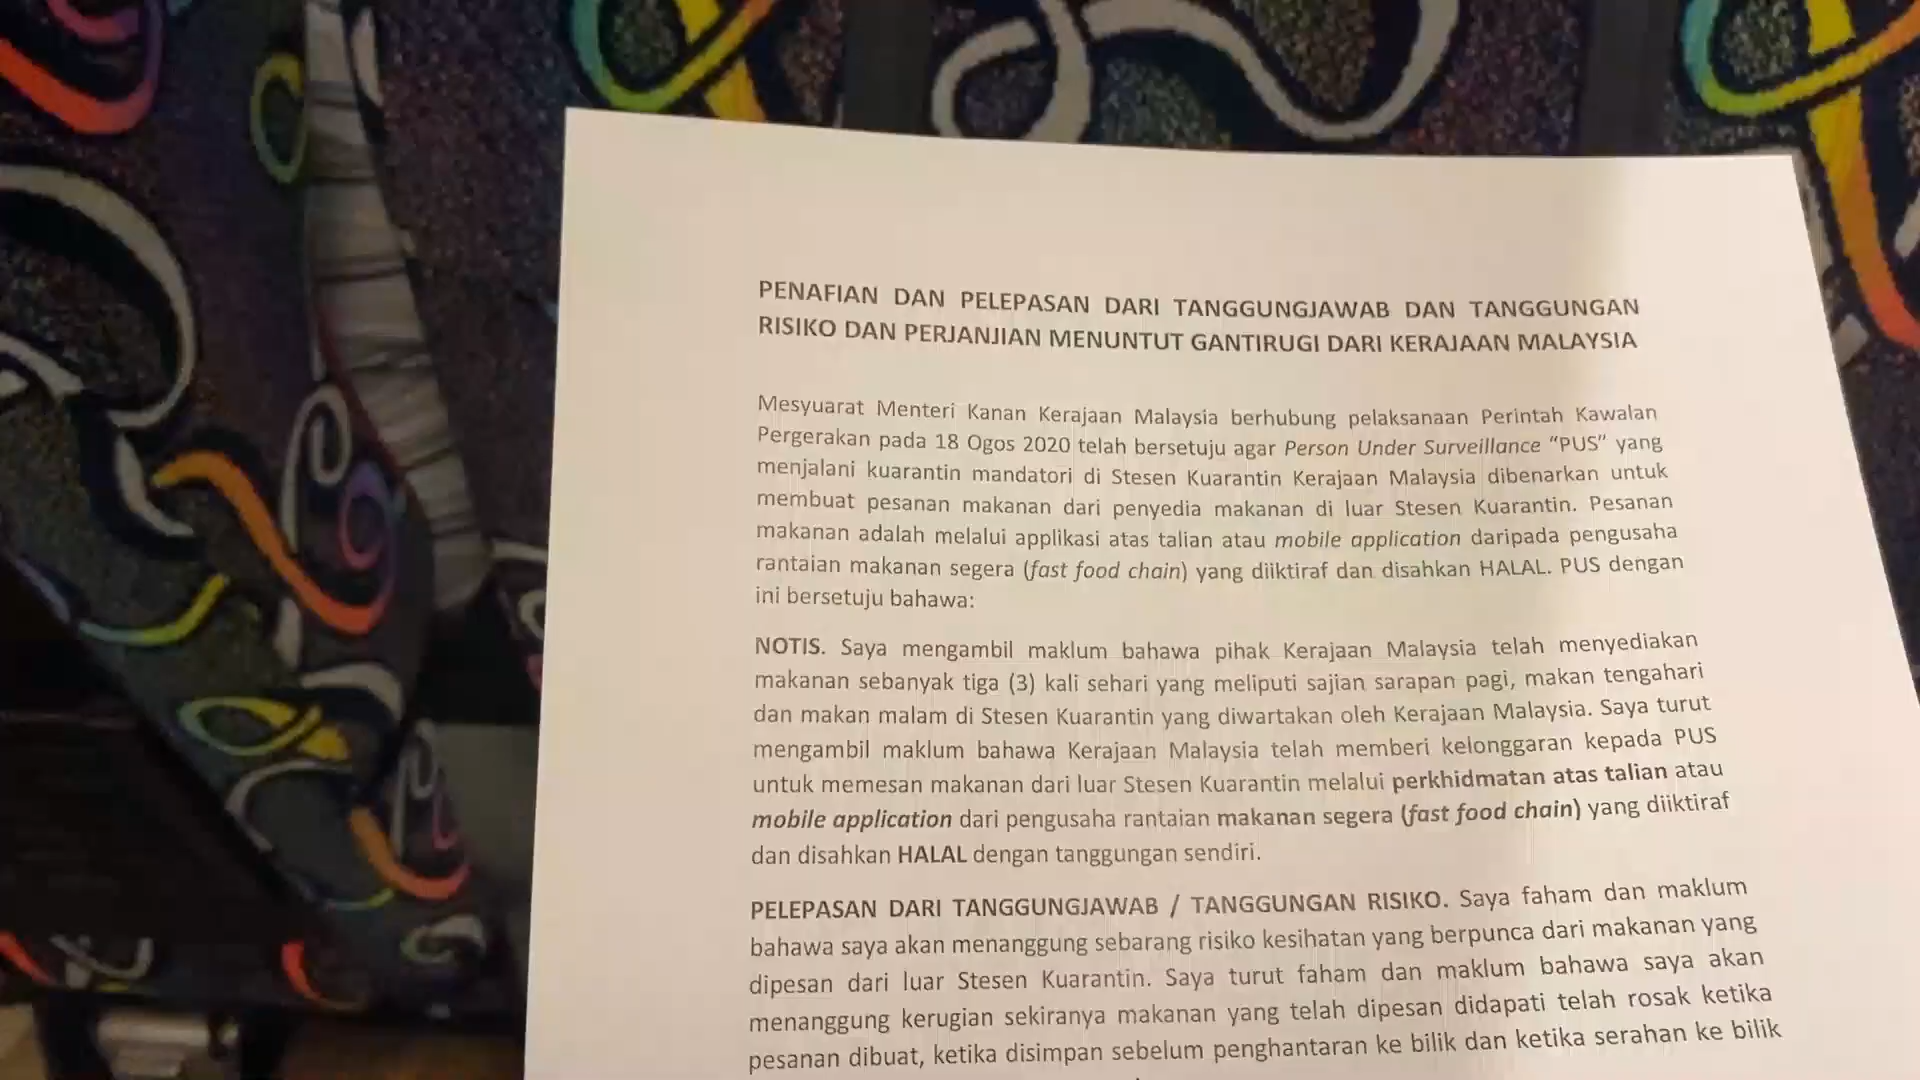 PENAFIAN DAN PELEPASAN DARI TANGGUNGJAWAB DAN TANGGUNGAN
RISIKO DAN PERJANJIAN MENUNTUT GANTIRUGI DARI KERAJAAN MALAYSIA
Mesyuarat Menteri Kanan Kerajaan Malaysia berhubung pelaksanaan Perintah Kawalan
Pergerakan pada 18 Ogos 2020 telah bersetuju agar Person Under Surveillance "PUS" yang
menjalani kuarantin mandatori di Stesen Kuarantin Kerajaan Malaysia dibenarkan untuk
membuat pesanan makanan dari penyedia makanan di luar Stesen Kuarantin. Pesanan
makanan adalah melalui applikasi atas talian atau mobile application daripada pengusaha
rantaian makanan segera (fast food chain) yang diiktiraf dan disahkan HALAL. PUS dengan
ini bersetuju bahawa:
NOTIS. Saya mengambil maklum bahawa pihak Kerajaan Malaysia telah menyediakan
makanan sebanyak tiga (3) kali sehari yang meliputi sajian sarapan pagi, makan tengahari
dan makan malam di Stesen Kuarantin yang diwartakan oleh Kerajaan Malaysia. Saya turut
mengambil maklum bahawa Kerajaan Malaysia telah memberi kelonggaran kepada PUS
untuk memesan makanan dari luar Stesen Kuarantin melalui perkhidmatan atas talian atau
mobile application dari pengusaha rantaian makanan segera (fast food chain) yang diiktiraf
dan disahkan HALAL dengan tanggungan sendiri.
PELEPASAN DARI TANGGUNGJAWAB / TANGGUNGAN RISIKO. Saya faham dan maklum
bahawa saya akan menanggung sebarang risiko kesihatan yang berpunca dari makanan yang
dipesan dari luar Stesen Kuarantin. Saya turut faham dan maklum bahawa saya akan
menanggung kerugian sekiranya makanan yang telah dipesan didapati telah rosak ketika
pesanan dibuat, ketika disimpan sebelum penghantaran ke bilik dan ketika serahan ke bilik